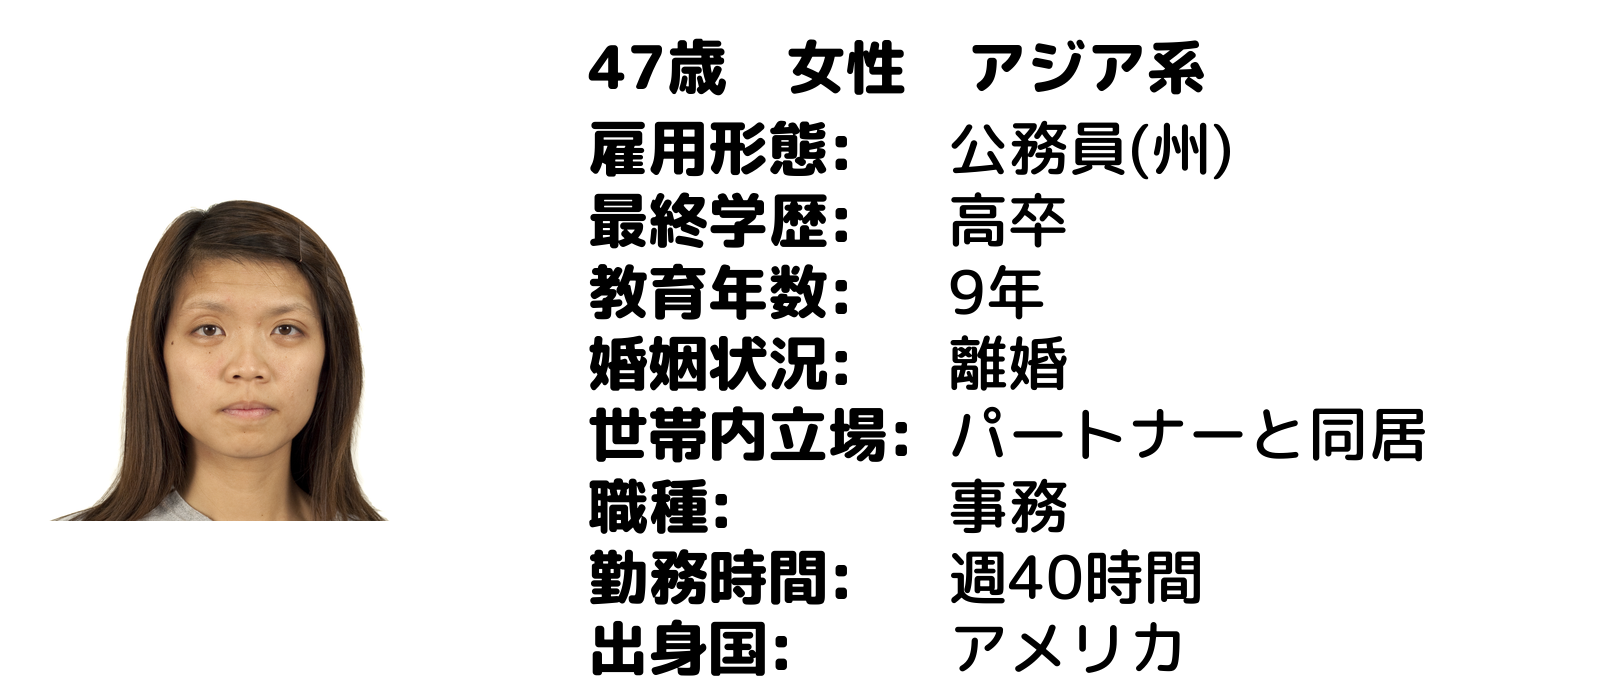 47歳　女性　アジア系
雇用形態:　公務員(州)
最終学歴:　高卒
教育年数:　9年
婚姻状況:　離婚
世帯内立場:　パートナーと同居
職種:　事務
勤務時間:　週40時間
出身国:　アメリカ